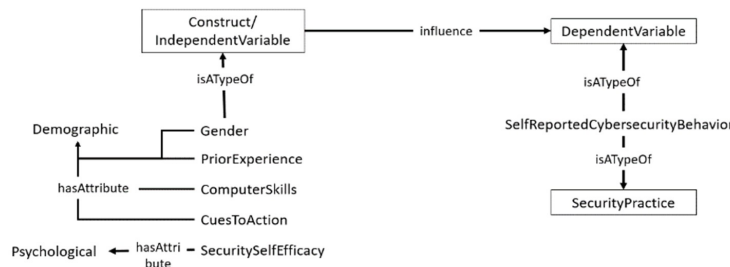 Construct/
IndependentVariable
influence
DependentVariable
isATypeOf
isATypeOf
Demographic
Gender
SelfReportedCybersecurityBehavior
PriorExperience
isATypeOf
hasAttribute
ComputerSkills
SecurityPractice
CuesToAction
Psychological
hasAttri
bute
SecuritySelfEfficacy